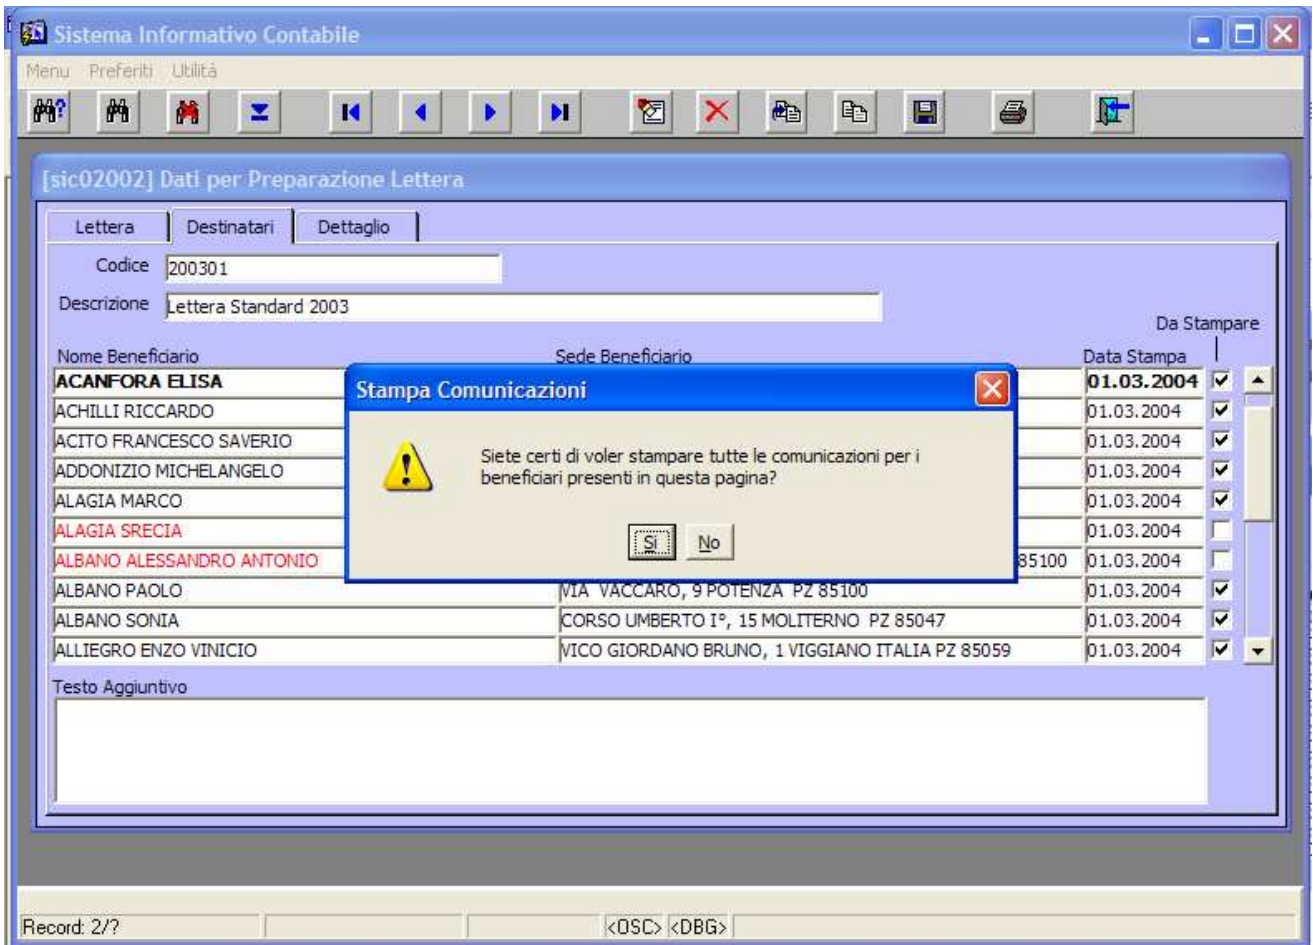 Sistema Informativo Contabile
Menu Preferiti Utilità
[sic02002] Dati per Preparazione Lettera
Lettera Destinatari Dettaglio
Codice 200301
Descrizione Lettera Standard 2003
Da Stampare
Nome Beneficiario Sede Beneficiario Data Stampa
ACANFORA ELISA 01.03.2004
Stampa Comunicazioni
ACHILLI RICCARDO 01.03.2004
ACITO FRANCESCO SAVERIO 01.03.2004
Siete certi di voler stampare tutte le comunicazioni per i
beneficiari presenti in questa pagina?
ADDONIZIO MICHELANGELO 01.03.2004
ALAGIA MARCO 01.03.2004
ALAGIA SRECIA 01.03.2004
Si No
ALBANO ALESSANDRO ANTONIO 85100 01.03.2004
ALBANO PAOLO VIA VACCARO, 9 POTENZA PZ 85100 01.03.2004
ALBANO SONIA CORSO UMBERTO I°, 15 MOLITERNO PZ 85047 01.03.2004
ALLIEGRO ENZO VINICIO VICO GIORDANO BRUNO, 1 VIGGIANO ITALIA PZ 85059 01.03.2004
Testo Aggiuntivo
Record: 2/? <OSC> <DBG>